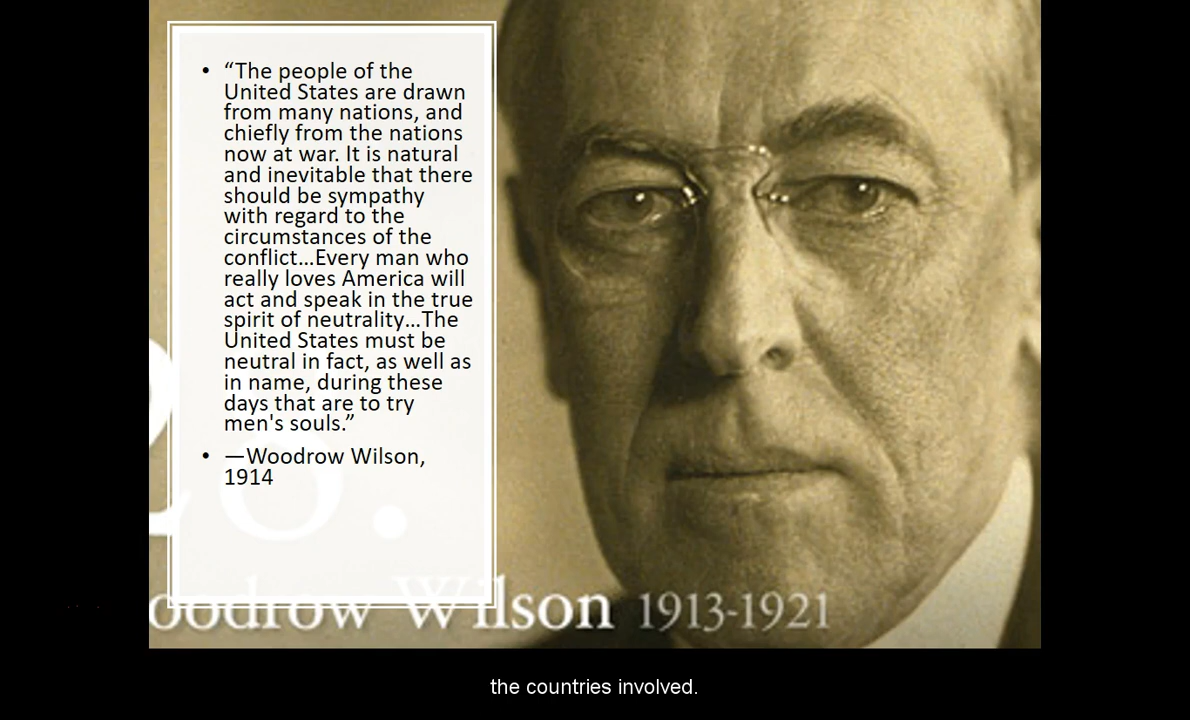 • “The people of the
United States are drawn
from many nations, and
chiefly from the nations
now at war. It is natural
and inevitable that there
should be sympathy
with regard to the
circumstances of the
conflict…Every man who
really loves America will
act and speak in the true
spirit of neutrality…The
United States must be
neutral in fact, as well as
in name, during these
days that are to try
men's souls.”
• —Woodrow Wilson,
1914
28.
oodrow Wilson 1913-1921
the countries involved.